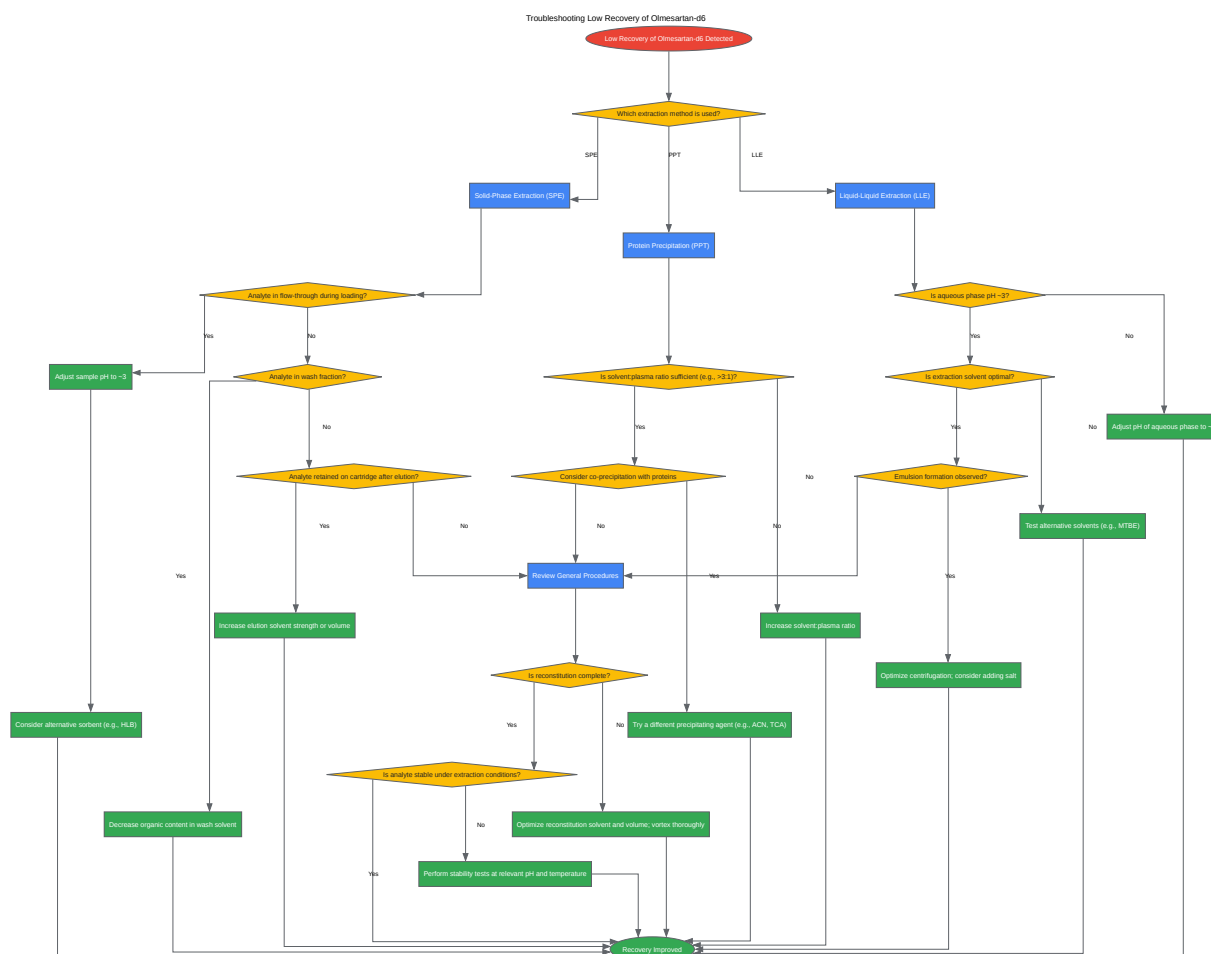 Troubleshooting Low Recovery of Olmesartan-d6
Low Recovery of Olmesartan-d6 Detected
Which extraction method is used?
SPE
PPT
LLE
Solid-Phase Extraction (SPE)
Liquid-Liquid Extraction (LLE)
Protein Precipitation (PPT)
Analyte in flow-through during loading?
Is aqueous phase pH ~3?
Yes
No
Yes
No
Adjust sample pH to ~3
Analyte in wash fraction?
Is solvent:plasma ratio sufficient (e.g., >3:1)?
Is extraction solvent optimal?
No
Yes
No
Yes
No
Adjust pH of aqueous phase to ~
Analyte retained on cartridge after elution?
Consider co-precipitation with proteins
Emulsion formation observed?
Yes
No
No
No
Test alternative solvents (e.g., MTBE)
Yes
Review General Procedures
Yes
Yes
Increase elution solvent strength or volume
Increase solvent:plasma ratio
Is reconstitution complete?
Optimize centrifugation; consider adding salt
Consider alternative sorbent (e.g., HLB)
Yes
No
Try a different precipitating agent (e.g., ACN, TCA)
Is analyte stable under extraction conditions?
Decrease organic content in wash solvent
No
Optimize reconstitution solvent and volume; vortex thoroughly
Yes
Perform stability tests at relevant pH and temperature
Recovery Improved